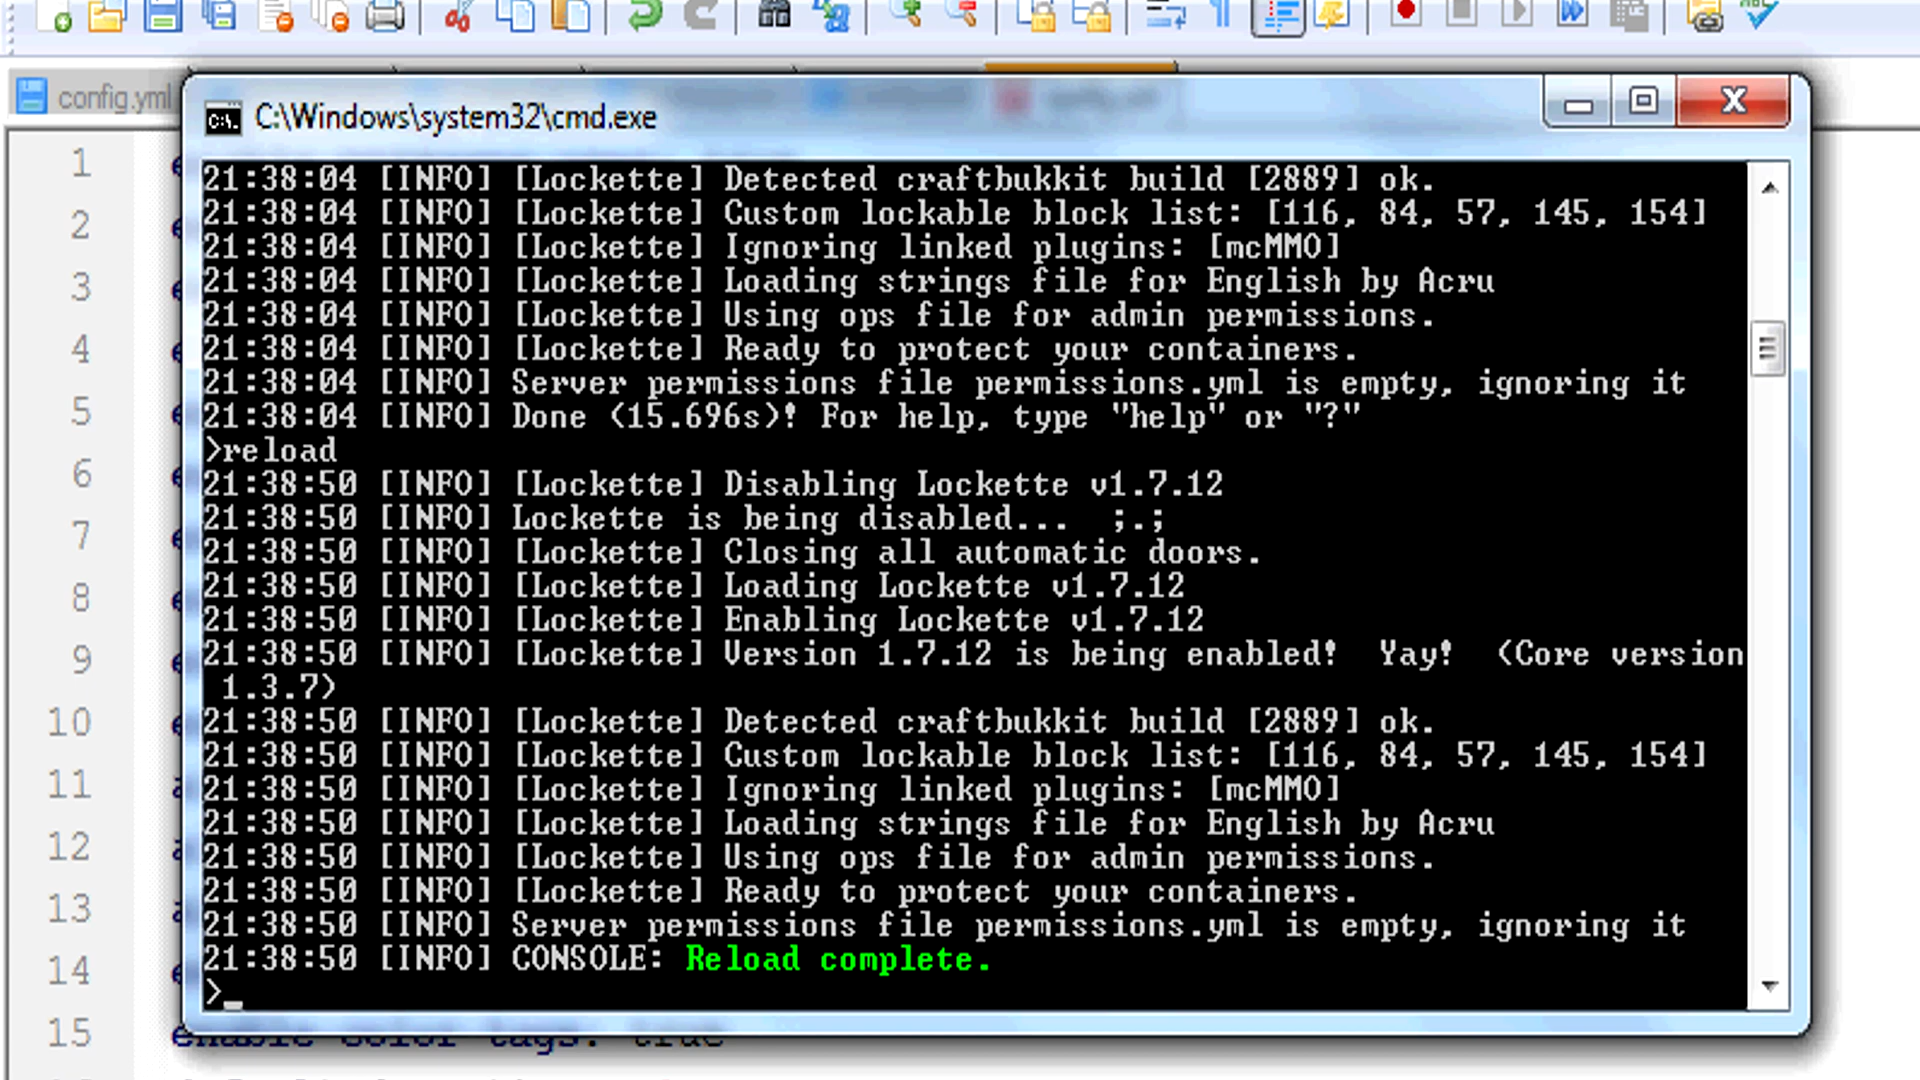 config.yml
C:\Windows\system32\cmd.exe
21:38:04 [INFO] [Lockette] Detected craftbukkit build [2889] ok.
21:38:04 [INFO] [Lockette] Custom lockable block list: [116, 84, 57, 145, 154]
21:38:04 [INFO] [Lockette] Ignoring linked plugins: [mcMMO]
21:38:04 [INFO] [Lockette] Loading strings file for English by Acru
21:38:04 [INFO] [Lockette] Using ops file for admin permissions.
21:38:04 [INFO] [Lockette] Ready to protect your containers.
21:38:04 [INFO] Server permissions file permissions.yml is empty, ignoring it
21:38:04 [INFO] Done (15.696s)! For help, type "help" or "?"
>reload
21:38:50 [INFO] [Lockette] Disabling Lockette v1.7.12
21:38:50 [INFO] Lockette is being disabled...  ;.;
21:38:50 [INFO] [Lockette] Closing all automatic doors.
21:38:50 [INFO] [Lockette] Loading Lockette v1.7.12
21:38:50 [INFO] [Lockette] Enabling Lockette v1.7.12
21:38:50 [INFO] [Lockette] Version 1.7.12 is being enabled!  Yay!  (Core version
1.3.7)
21:38:50 [INFO] [Lockette] Detected craftbukkit build [2889] ok.
21:38:50 [INFO] [Lockette] Custom lockable block list: [116, 84, 57, 145, 154]
21:38:50 [INFO] [Lockette] Ignoring linked plugins: [mcMMO]
21:38:50 [INFO] [Lockette] Loading strings file for English by Acru
21:38:50 [INFO] [Lockette] Using ops file for admin permissions.
21:38:50 [INFO] [Lockette] Ready to protect your containers.
21:38:50 [INFO] Server permissions file permissions.yml is empty, ignoring it
21:38:50 [INFO] CONSOLE: Reload complete.
>_
1
2
3
4
5
6
7
8
9
10
11
12
13
14
15 enable color tags: true